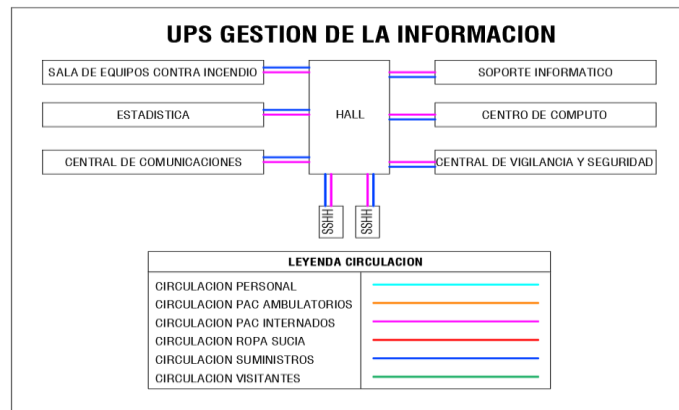 UPS GESTION DE LA INFORMACION
SALA DE EQUIPOS CONTRA INCENDIO
SOPORTE INFORMATICO
ESTADISTICA
HALL
CENTRO DE COMPUTO
CENTRAL DE COMUNICACIONES
CENTRAL DE VIGILANCIA Y SEGURIDAD
SSHH
SSHH
LEYENDA CIRCULACION
CIRCULACION PERSONAL
CIRCULACION PAC AMBULATORIOS
CIRCULACION PAC INTERNADOS
CIRCULACION ROPA SUCIA
CIRCULACION SUMINISTROS
CIRCULACION VISITANTES